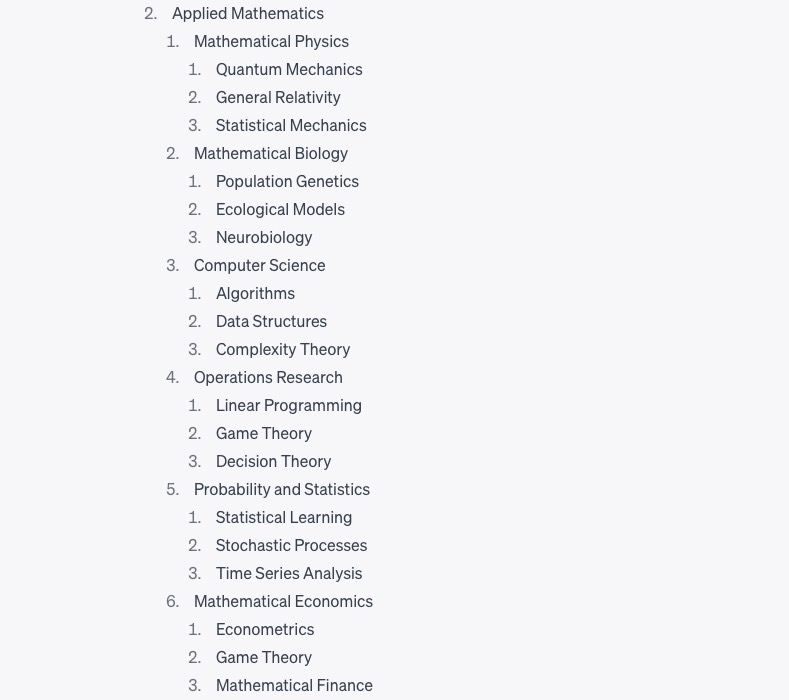 2. Applied Mathematics
1. Mathematical Physics
1. Quantum Mechanics
2. General Relativity
3. Statistical Mechanics
2. Mathematical Biology
1. Population Genetics
2. Ecological Models
3. Neurobiology
3. Computer Science
1. Algorithms
2. Data Structures
3. Complexity Theory
4. Operations Research
1. Linear Programming
2. Game Theory
3. Decision Theory
5. Probability and Statistics
1. Statistical Learning
2. Stochastic Processes
3. Time Series Analysis
6. Mathematical Economics
1. Econometrics
2. Game Theory
3. Mathematical Finance